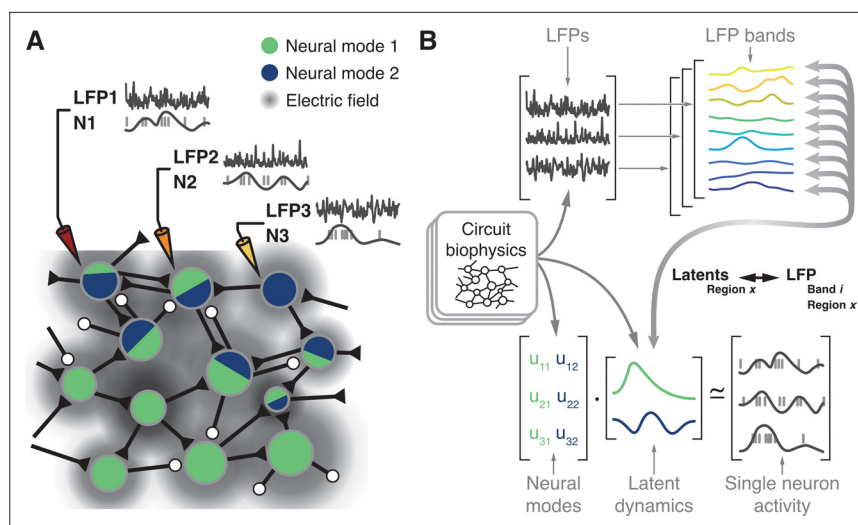 A
Neural mode 1
Neural mode 2
Electric field
LFP1
N1
LFP2
N2
LFP3
N3
B
LFPs
LFP bands
Circuit
biophysics
Latents
Region x
LFP
Band i
Region x
u11 u12
u21 u22
u31 u32
·
≃
Neural
modes
Latent
dynamics
Single neuron
activity